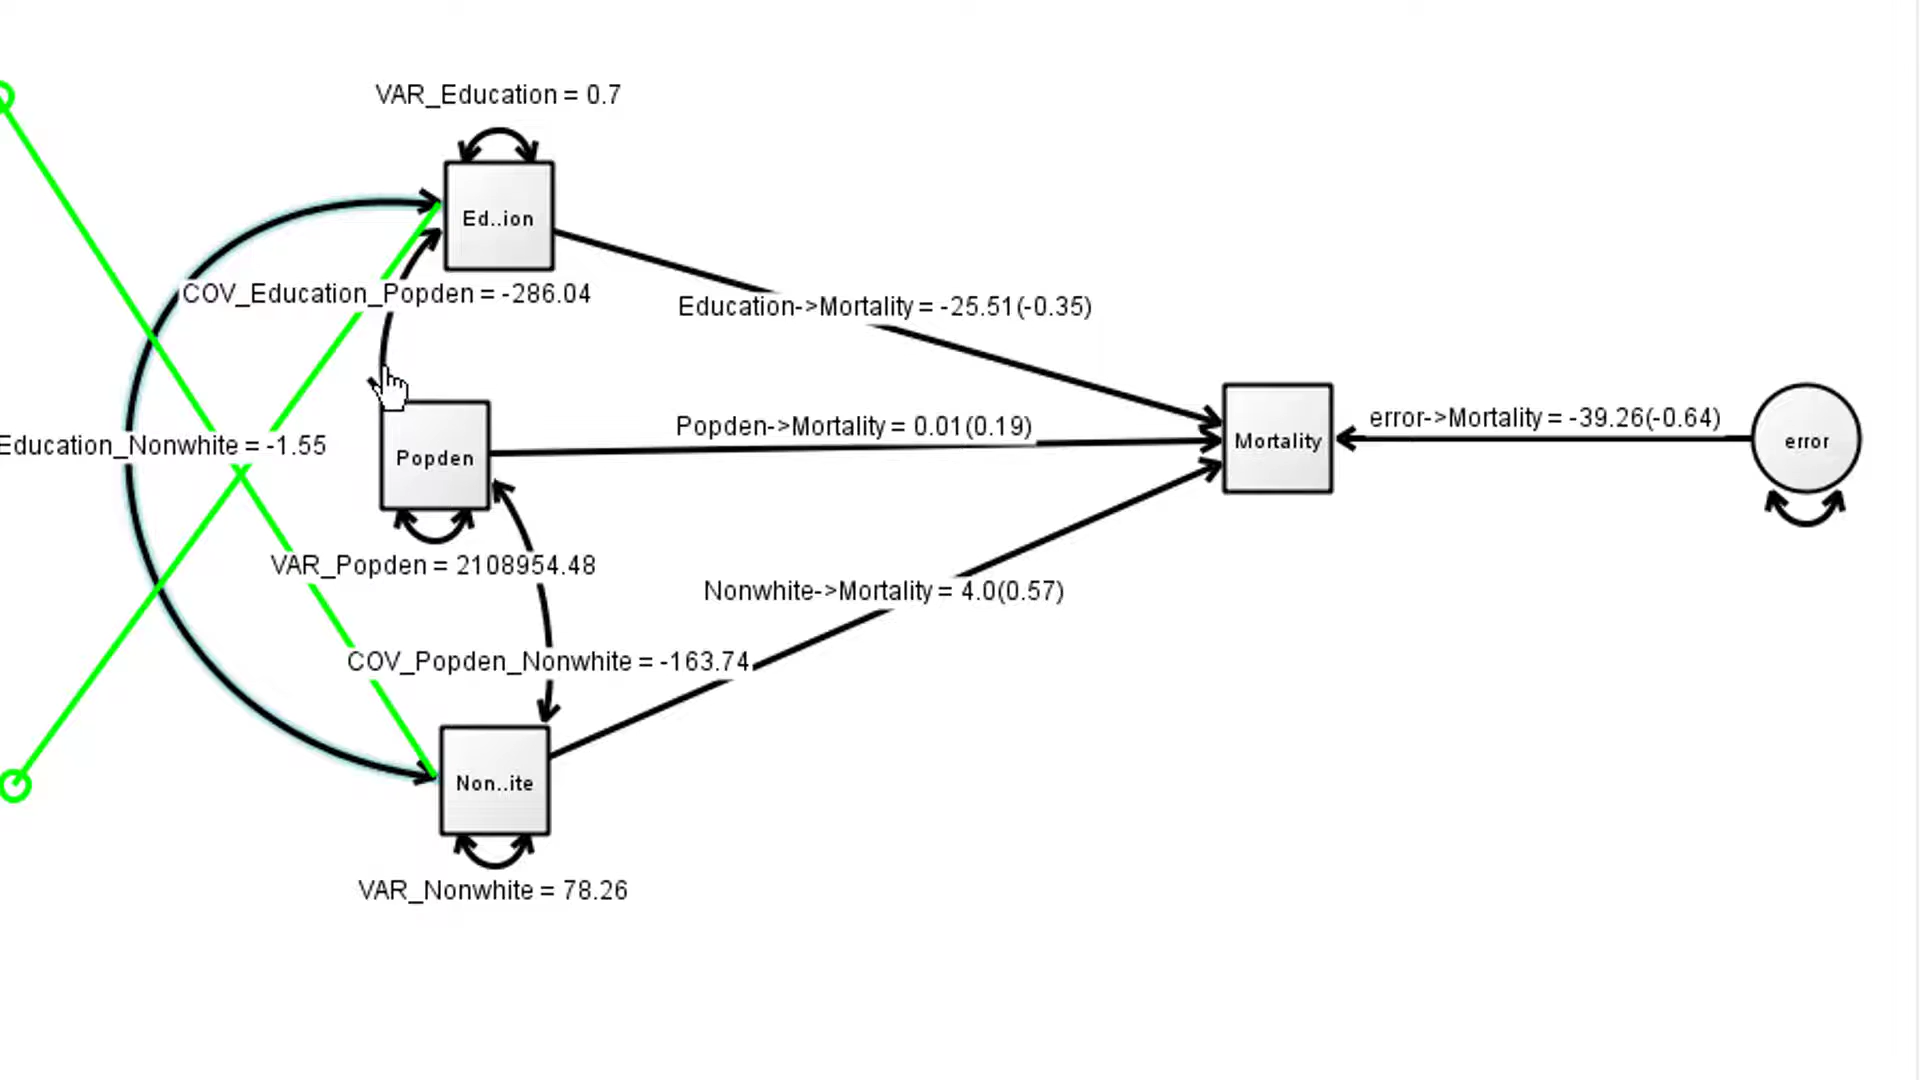 VAR_Education = 0.7
Ed..ion
COV_Education_Popden = -286.04
Education->Mortality = -25.51(-0.35)
Education_Nonwhite = -1.55
Popden
Popden->Mortality = 0.01(0.19)
Mortality
error->Mortality = -39.26(-0.64)
error
VAR_Popden = 2108954.48
Nonwhite->Mortality = 4.0(0.57)
COV_Popden_Nonwhite = -163.74
Non..ite
VAR_Nonwhite = 78.26